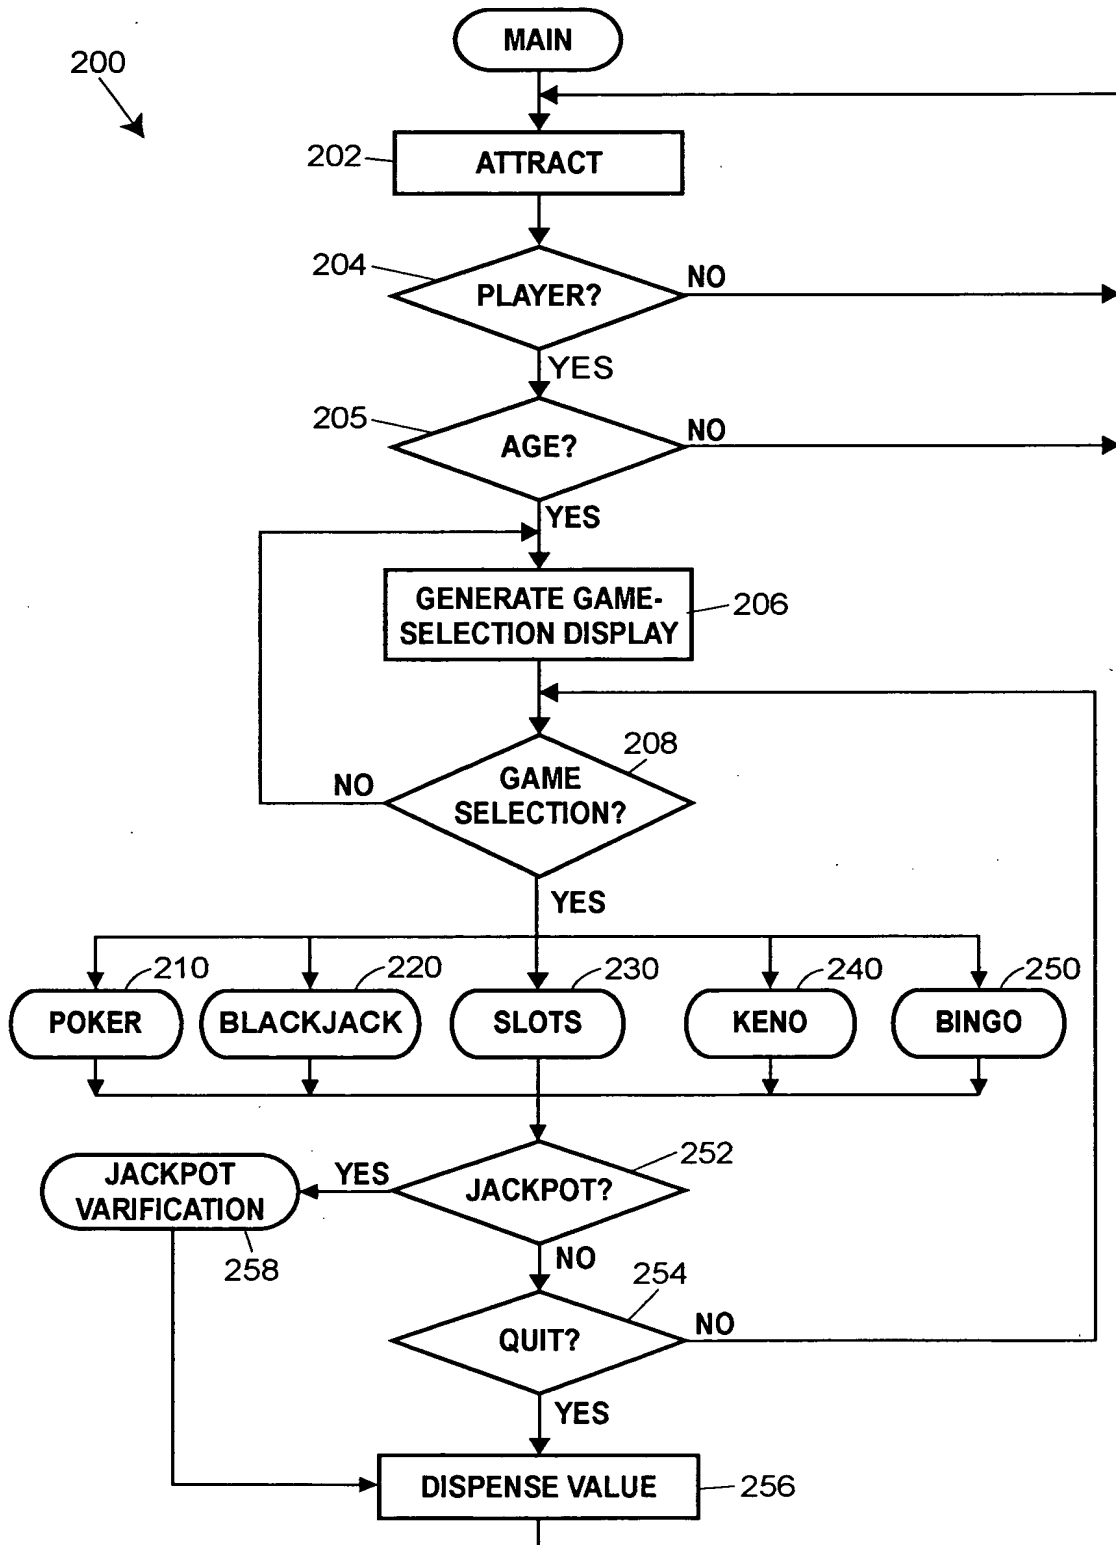 MAIN
200
202
ATTRACT
204
PLAYER?
NO
YES
205
AGE?
NO
YES
GENERATE GAME-
SELECTION DISPLAY
206
208
NO
GAME
SELECTION?
YES
210
220
230
240
250
POKER
BLACKJACK
SLOTS
KENO
BINGO
252
JACKPOT
VARIFICATION
YES
JACKPOT?
258
NO
254
QUIT?
NO
YES
DISPENSE VALUE
256